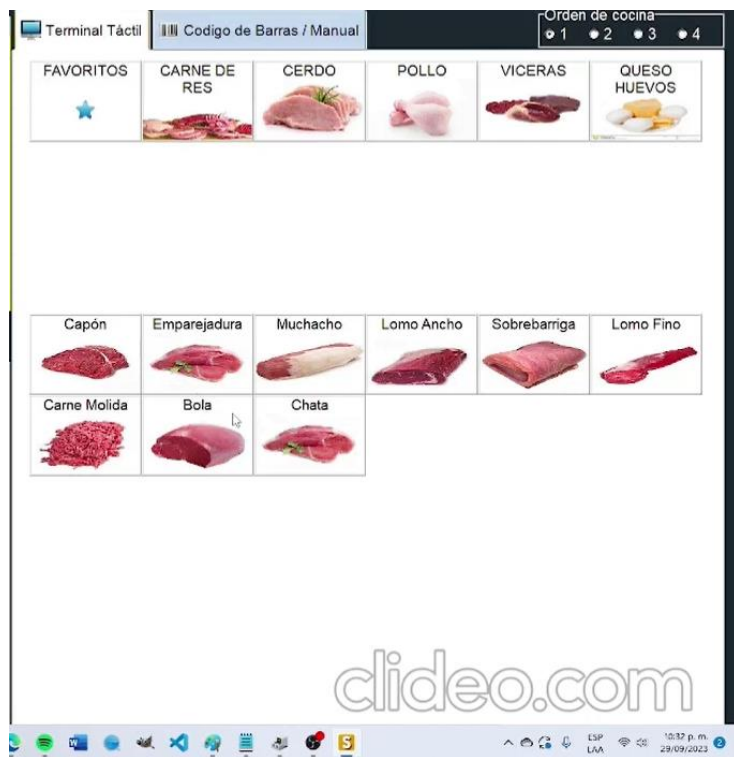 Orden de cocina
Terminal Táctil
Codigo de Barras / Manual
1 2 3 4
FAVORITOS
CARNE DE
RES
CERDO
POLLO
VICERAS
QUESO
HUEVOS
Capón
Emparejadura
Muchacho
Lomo Ancho
Sobrebarriga
Lomo Fino
Carne Molida
Bola
Chata
clideo.com
ESP
LAA
10:32 p. m.
29/09/2023
2